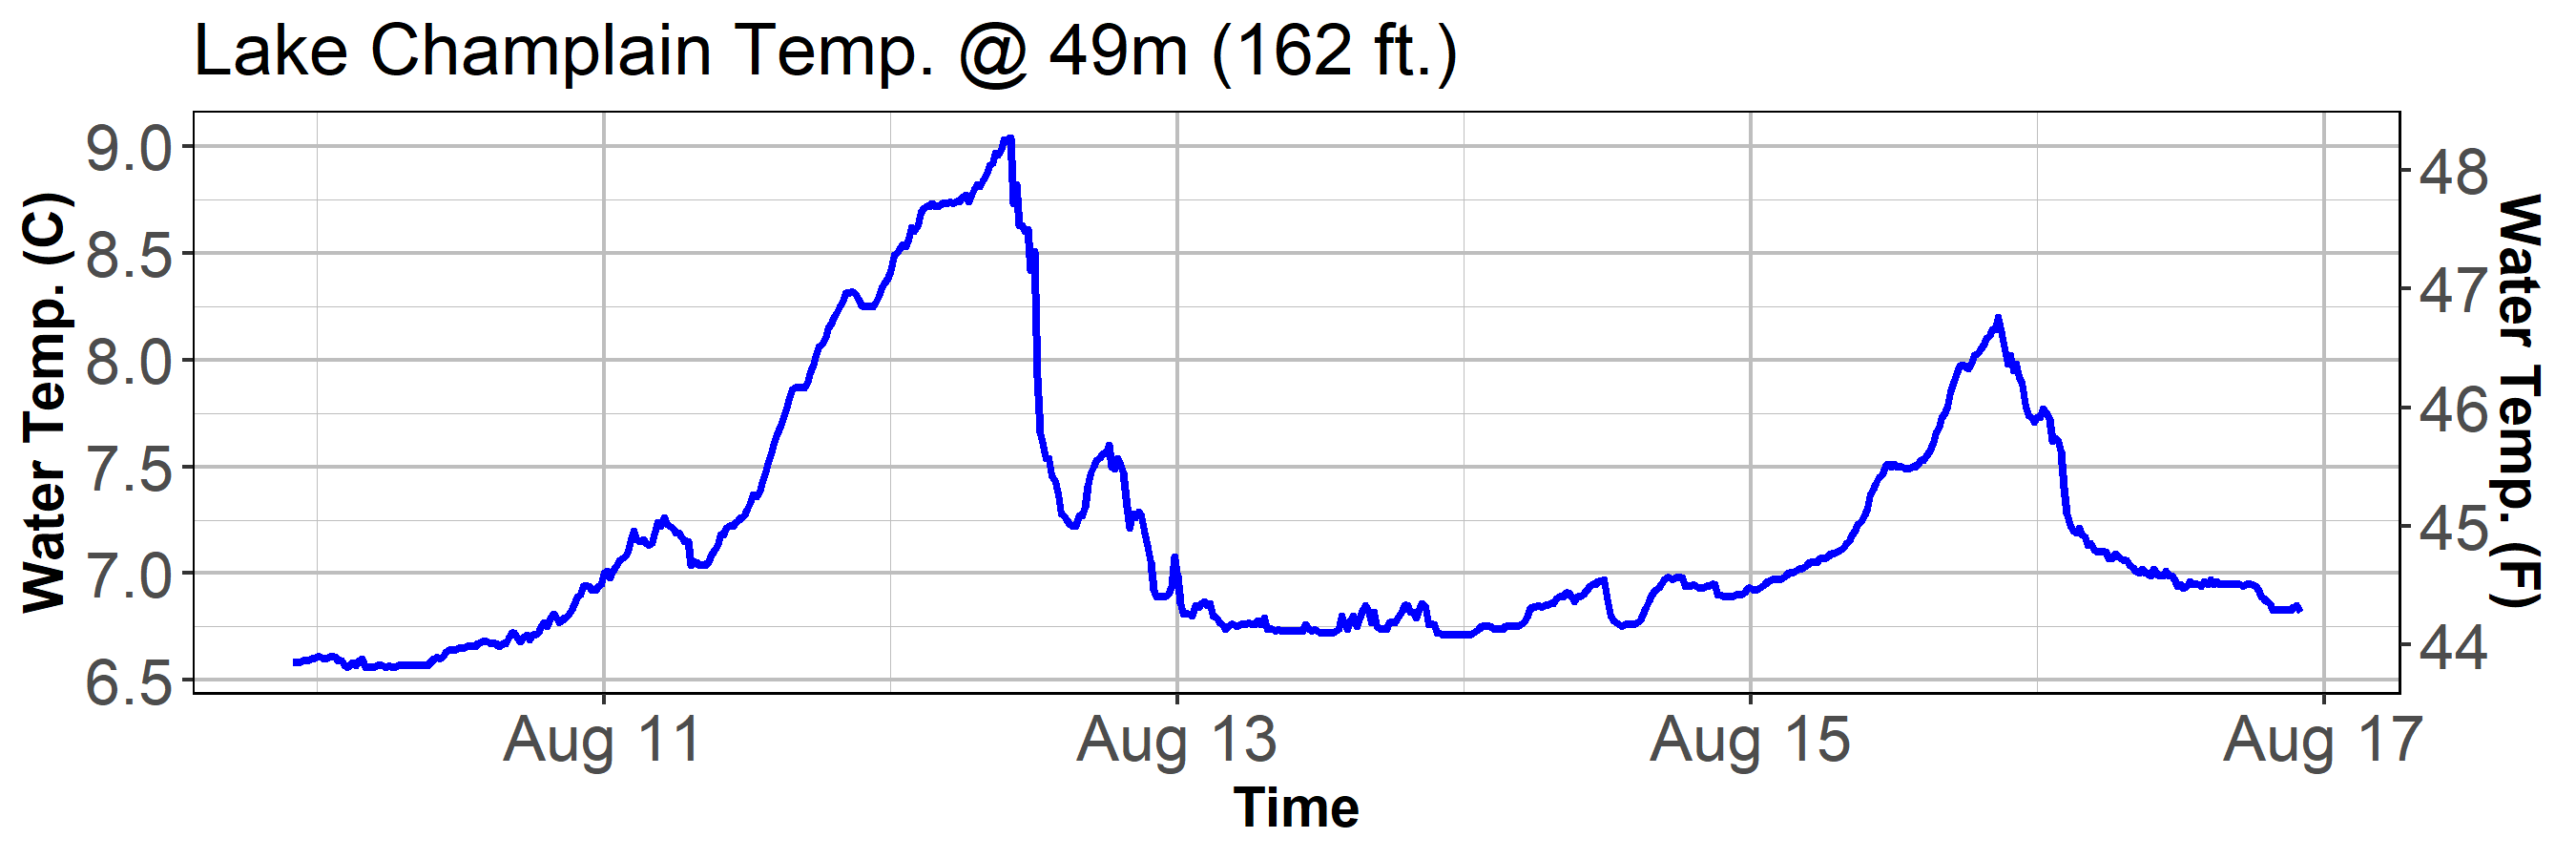 Lake Champlain Temp. @ 49m (162 ft.)
Water Temp. (C)
9.0
8.5
8.0
7.5
7.0
6.5
48
47
46
45
44
Water Temp. (F)
Aug 11 Aug 13 Aug 15 Aug 17
Time